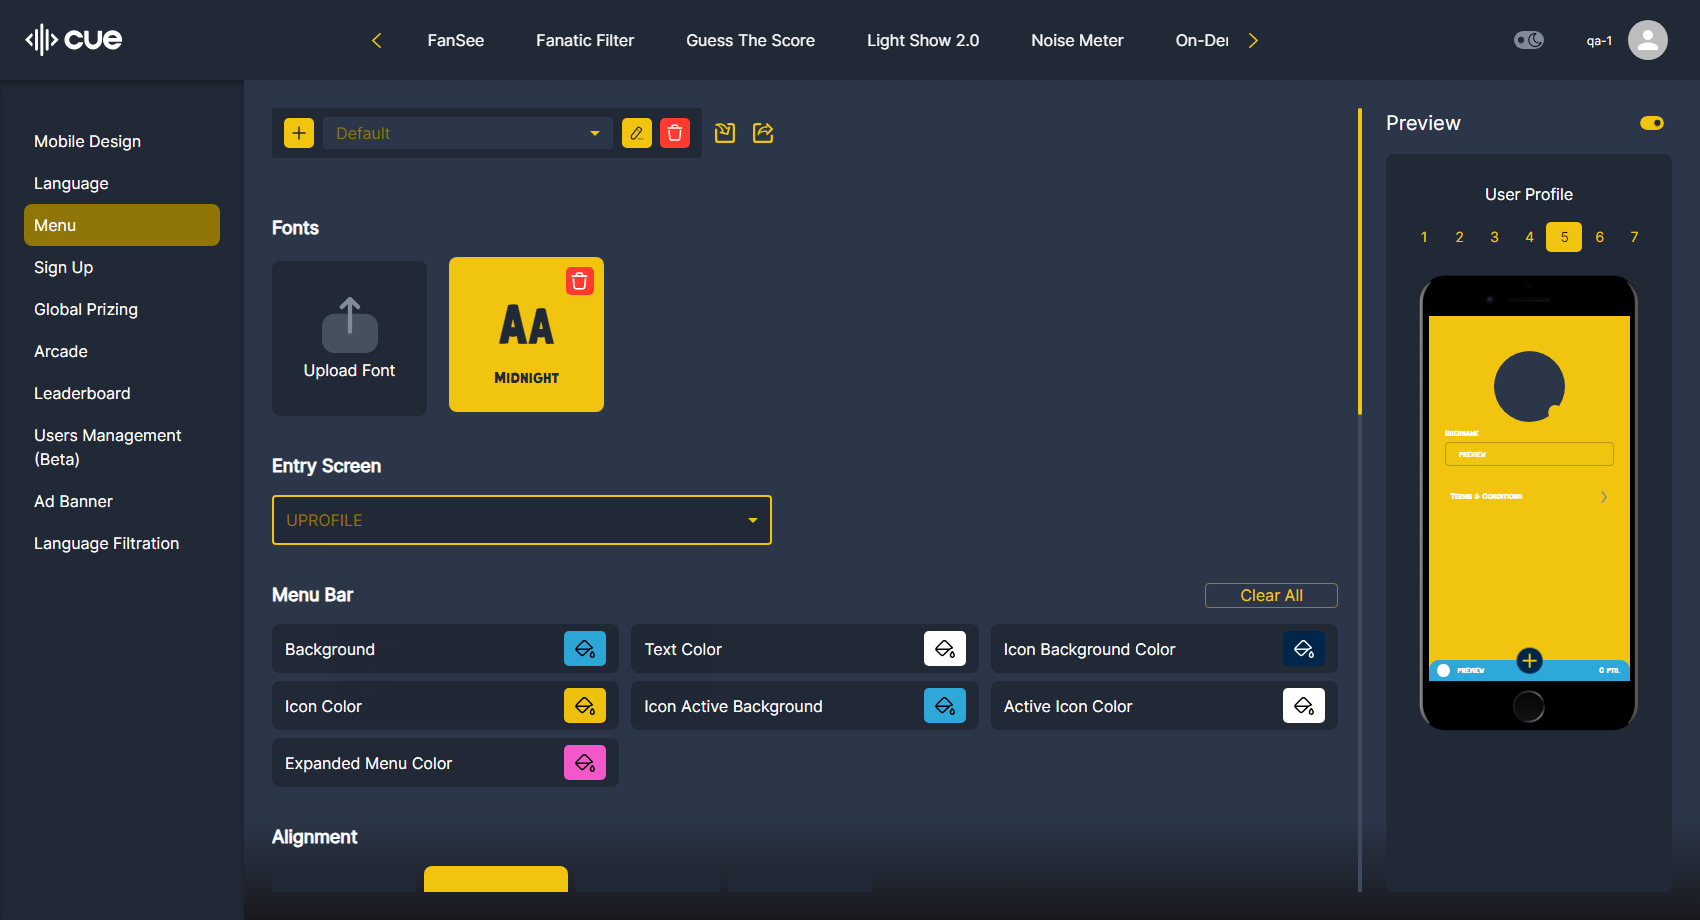 cue
FanSee
Fanatic Filter
Guess The Score
Light Show 2.0
Noise Meter
On-Der
qa-1
Mobile Design
Language
Menu
Sign Up
Global Prizing
Arcade
Leaderboard
Users Management
(Beta)
Ad Banner
Language Filtration
Default
Fonts
Upload Font
AA
MIDNIGHT
Entry Screen
UPROFILE
Menu Bar
Clear All
Background
Text Color
Icon Background Color
Icon Color
Icon Active Background
Active Icon Color
Expanded Menu Color
Alignment
Preview
User Profile
1 2 3 4 5 6 7
USERNAME
PREVIEW
TERMS & CONDITIONS
PREVIEW
0 PTS.